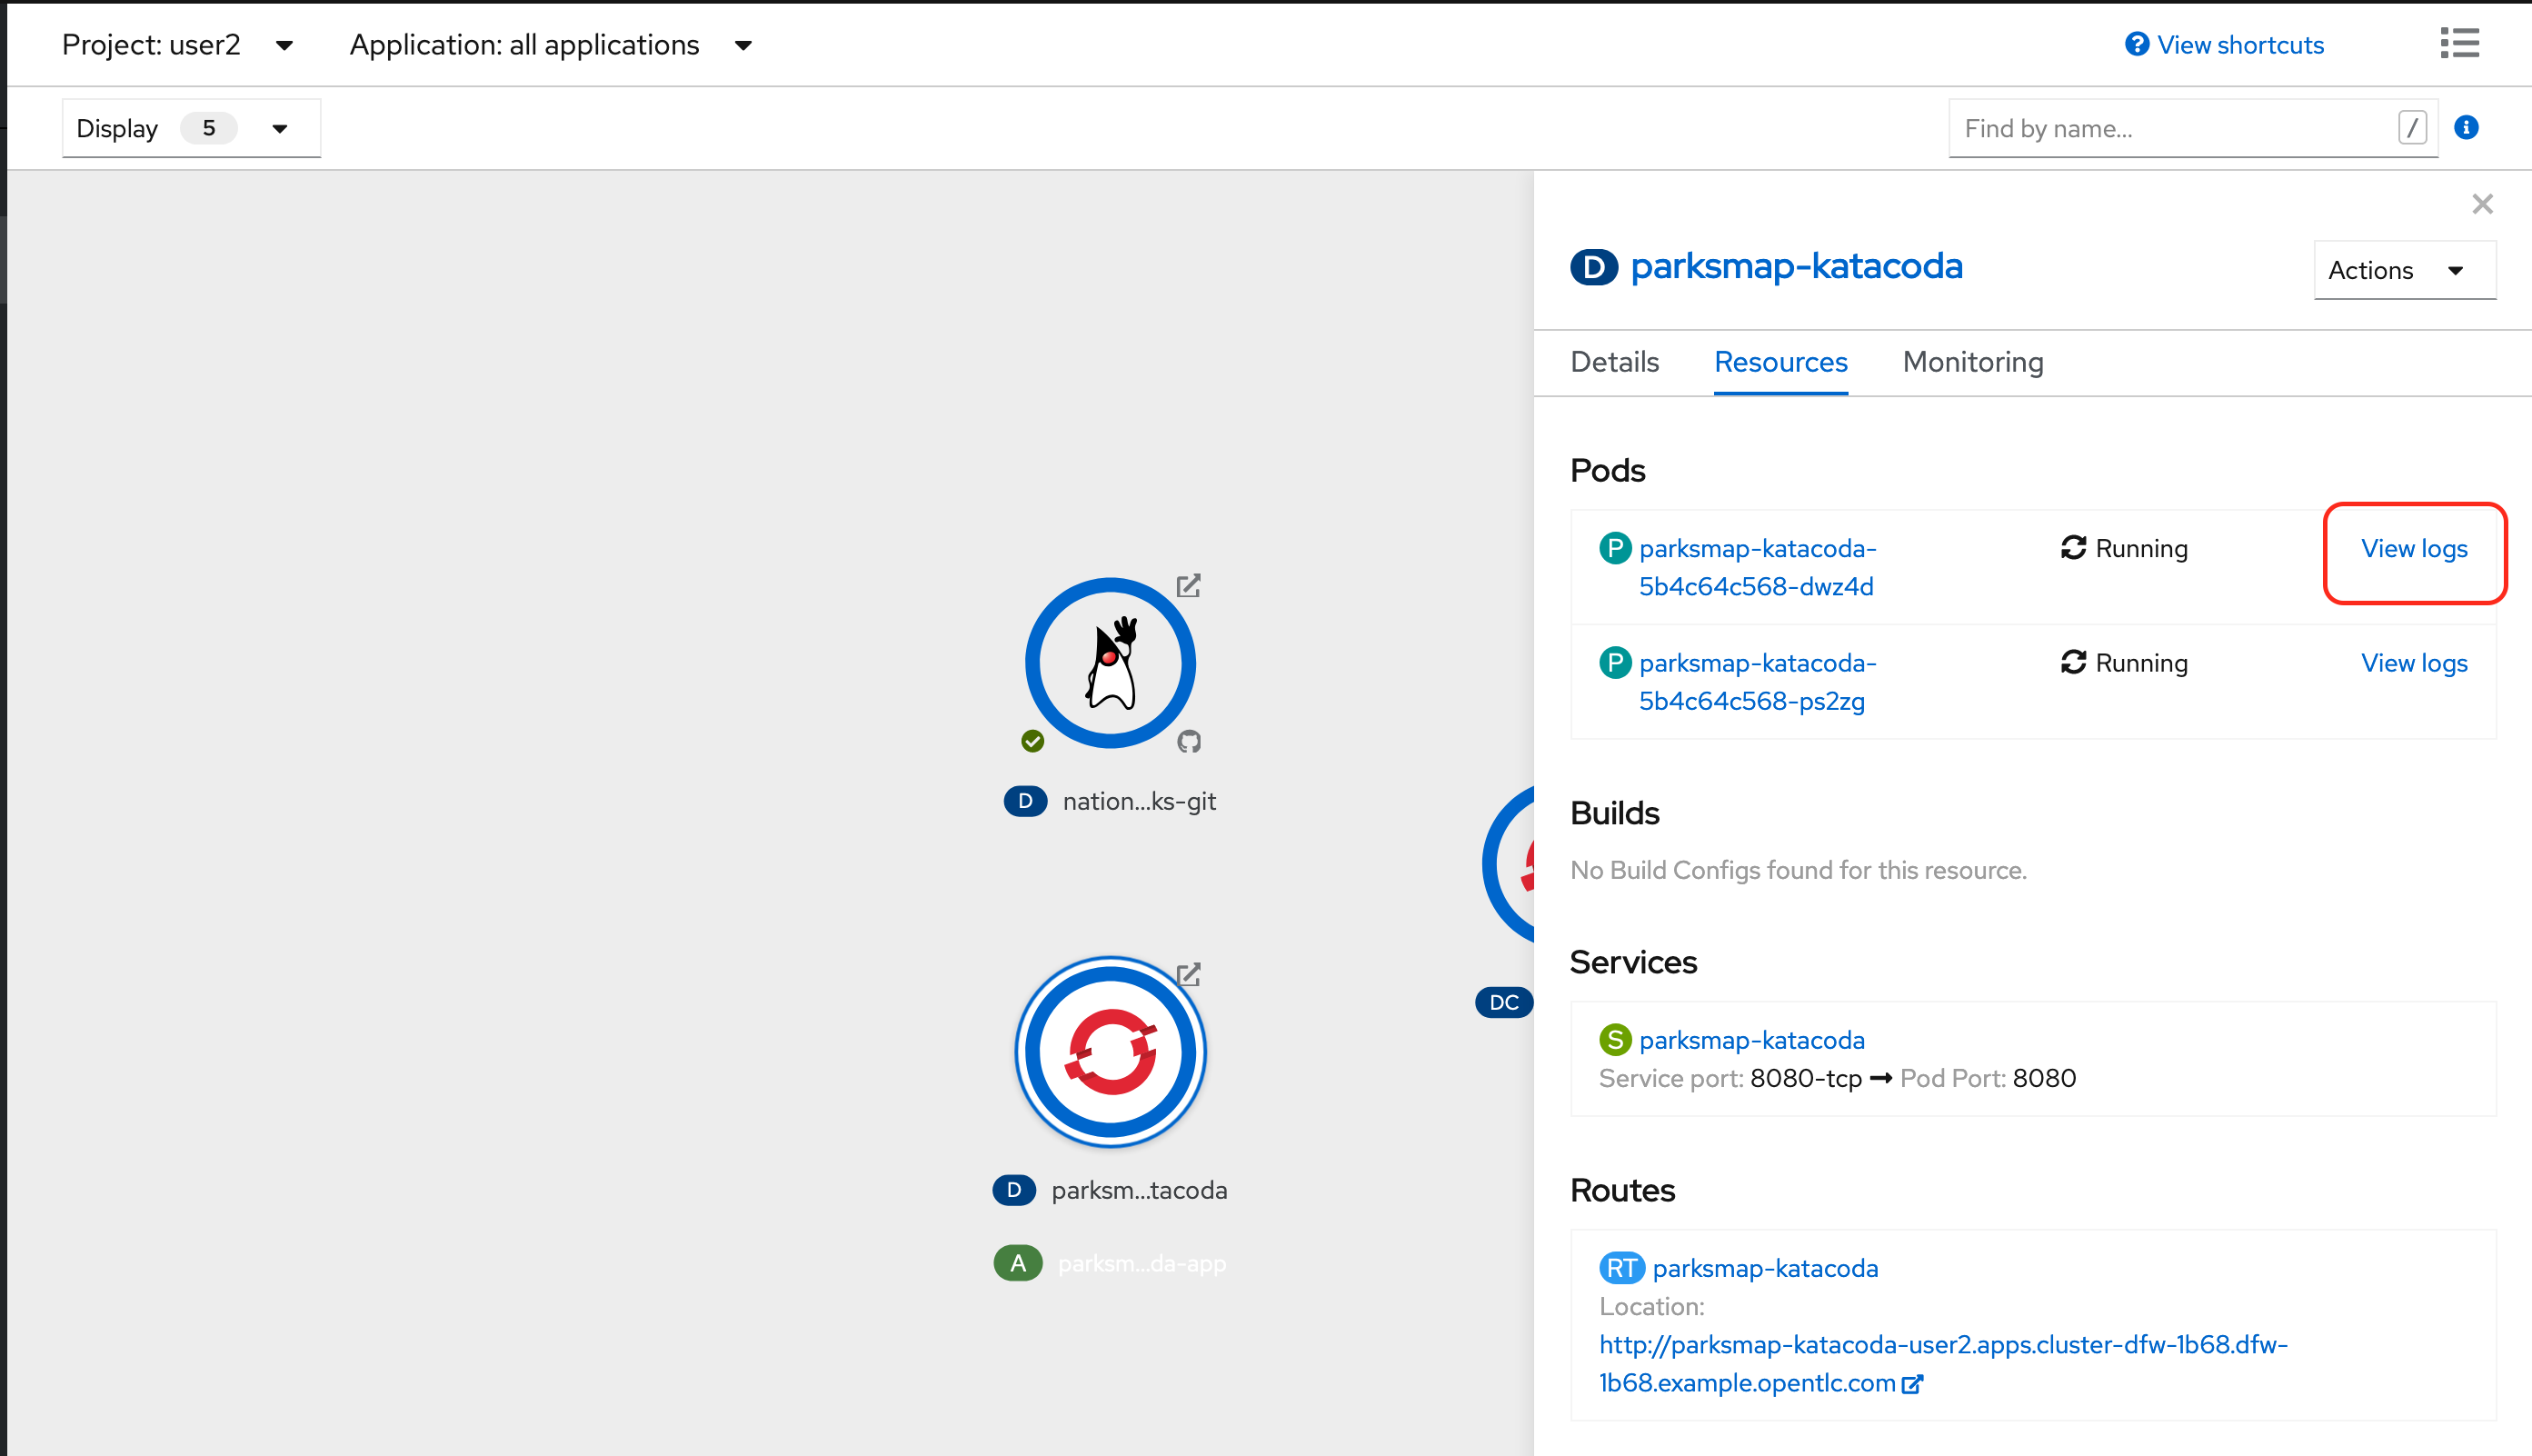 Project: user2
Application: all applications
View shortcuts
Display 5
Find by name...
/
D parksmap-katacoda
Actions
Details
Resources
Monitoring
Pods
P parksmap-katacoda-
5b4c64c568-dwz4d
Running
View logs
P parksmap-katacoda-
5b4c64c568-ps2zg
Running
View logs
Builds
No Build Configs found for this resource.
Services
S parksmap-katacoda
Service port: 8080-tcp → Pod Port: 8080
Routes
RT parksmap-katacoda
Location:
http://parksmap-katacoda-user2.apps.cluster-dfw-1b68.dfw-
1b68.example.opentlc.com
D nation...ks-git
DC
D parksm...tacoda
A parksm...da-app